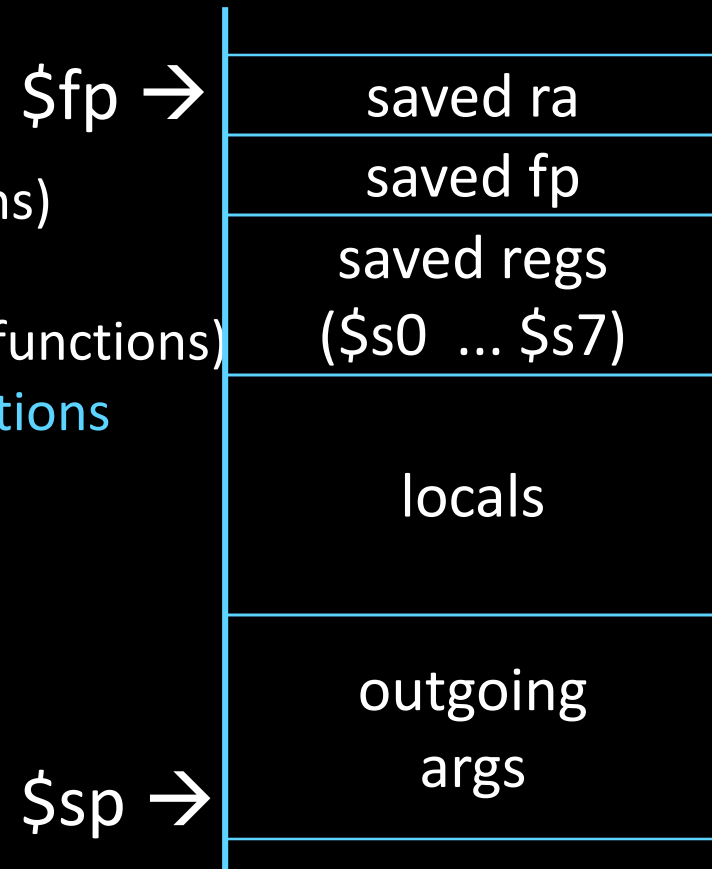 $fp → saved ra
saved fp
ns)
saved regs
($s0 ... $s7)
functions)
tions
locals
outgoing
args
$sp →